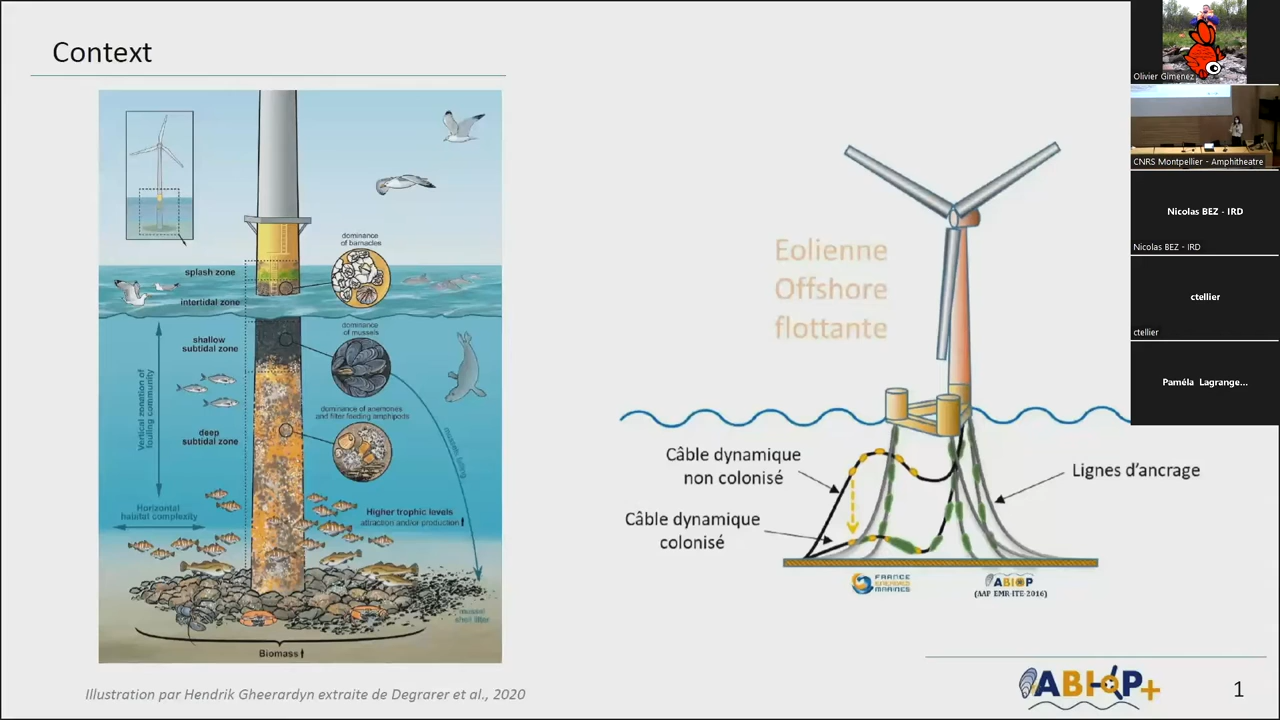 Context
dominance
of barnacles
splash zone
intertidal zone
dominance
of mussels
shallow
subtidal zone
Vertical zonation of
fouling community
dominance of anemones
and filter feeding amphipods
deep
subtidal zone
Horizontal
habitat complexity
Higher trophic levels
attraction and/or production
mussel
shell litter
Biomass
Illustration par Hendrik Gheerardyn extraite de Degrarer et al., 2020
Eolienne
Offshore
flottante
Câble dynamique
non colonisé
Câble dynamique
colonisé
Lignes d'ancrage
FRANCE
ENERGIES
MARINES
ABIOP
(AAP EMR-ITE-2016)
ABIOP+
1
Olivier Gimenez
CNRS Montpellier - Amphitheatre
Nicolas BEZ - IRD
Nicolas BEZ - IRD
ctellier
ctellier
Paméla Lagrange...